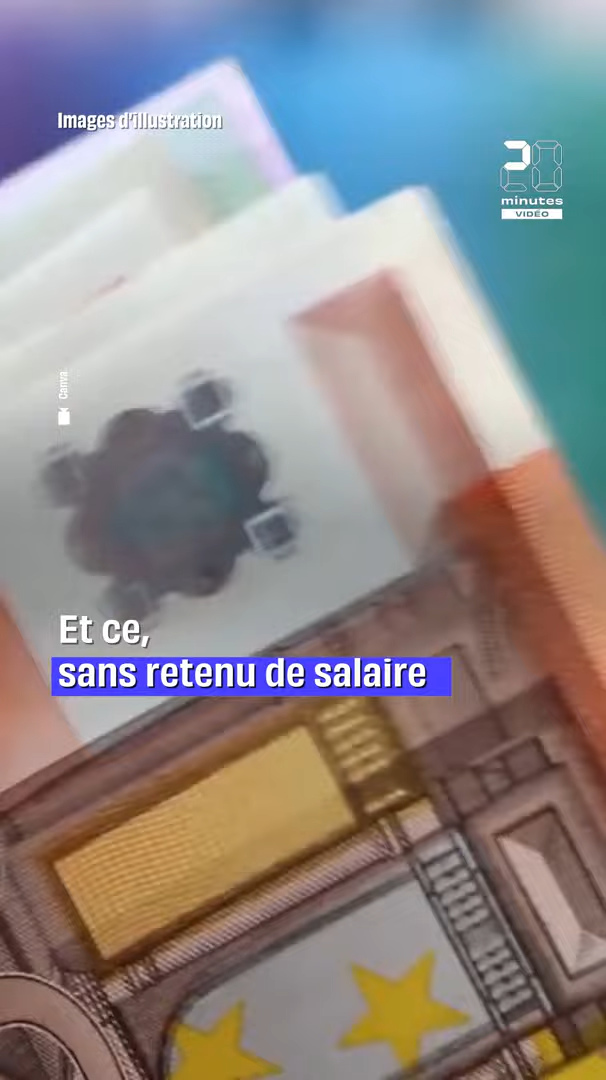 Images d'illustration
20
minutes
VIDÉO
Canva
Et ce,
sans retenu de salaire